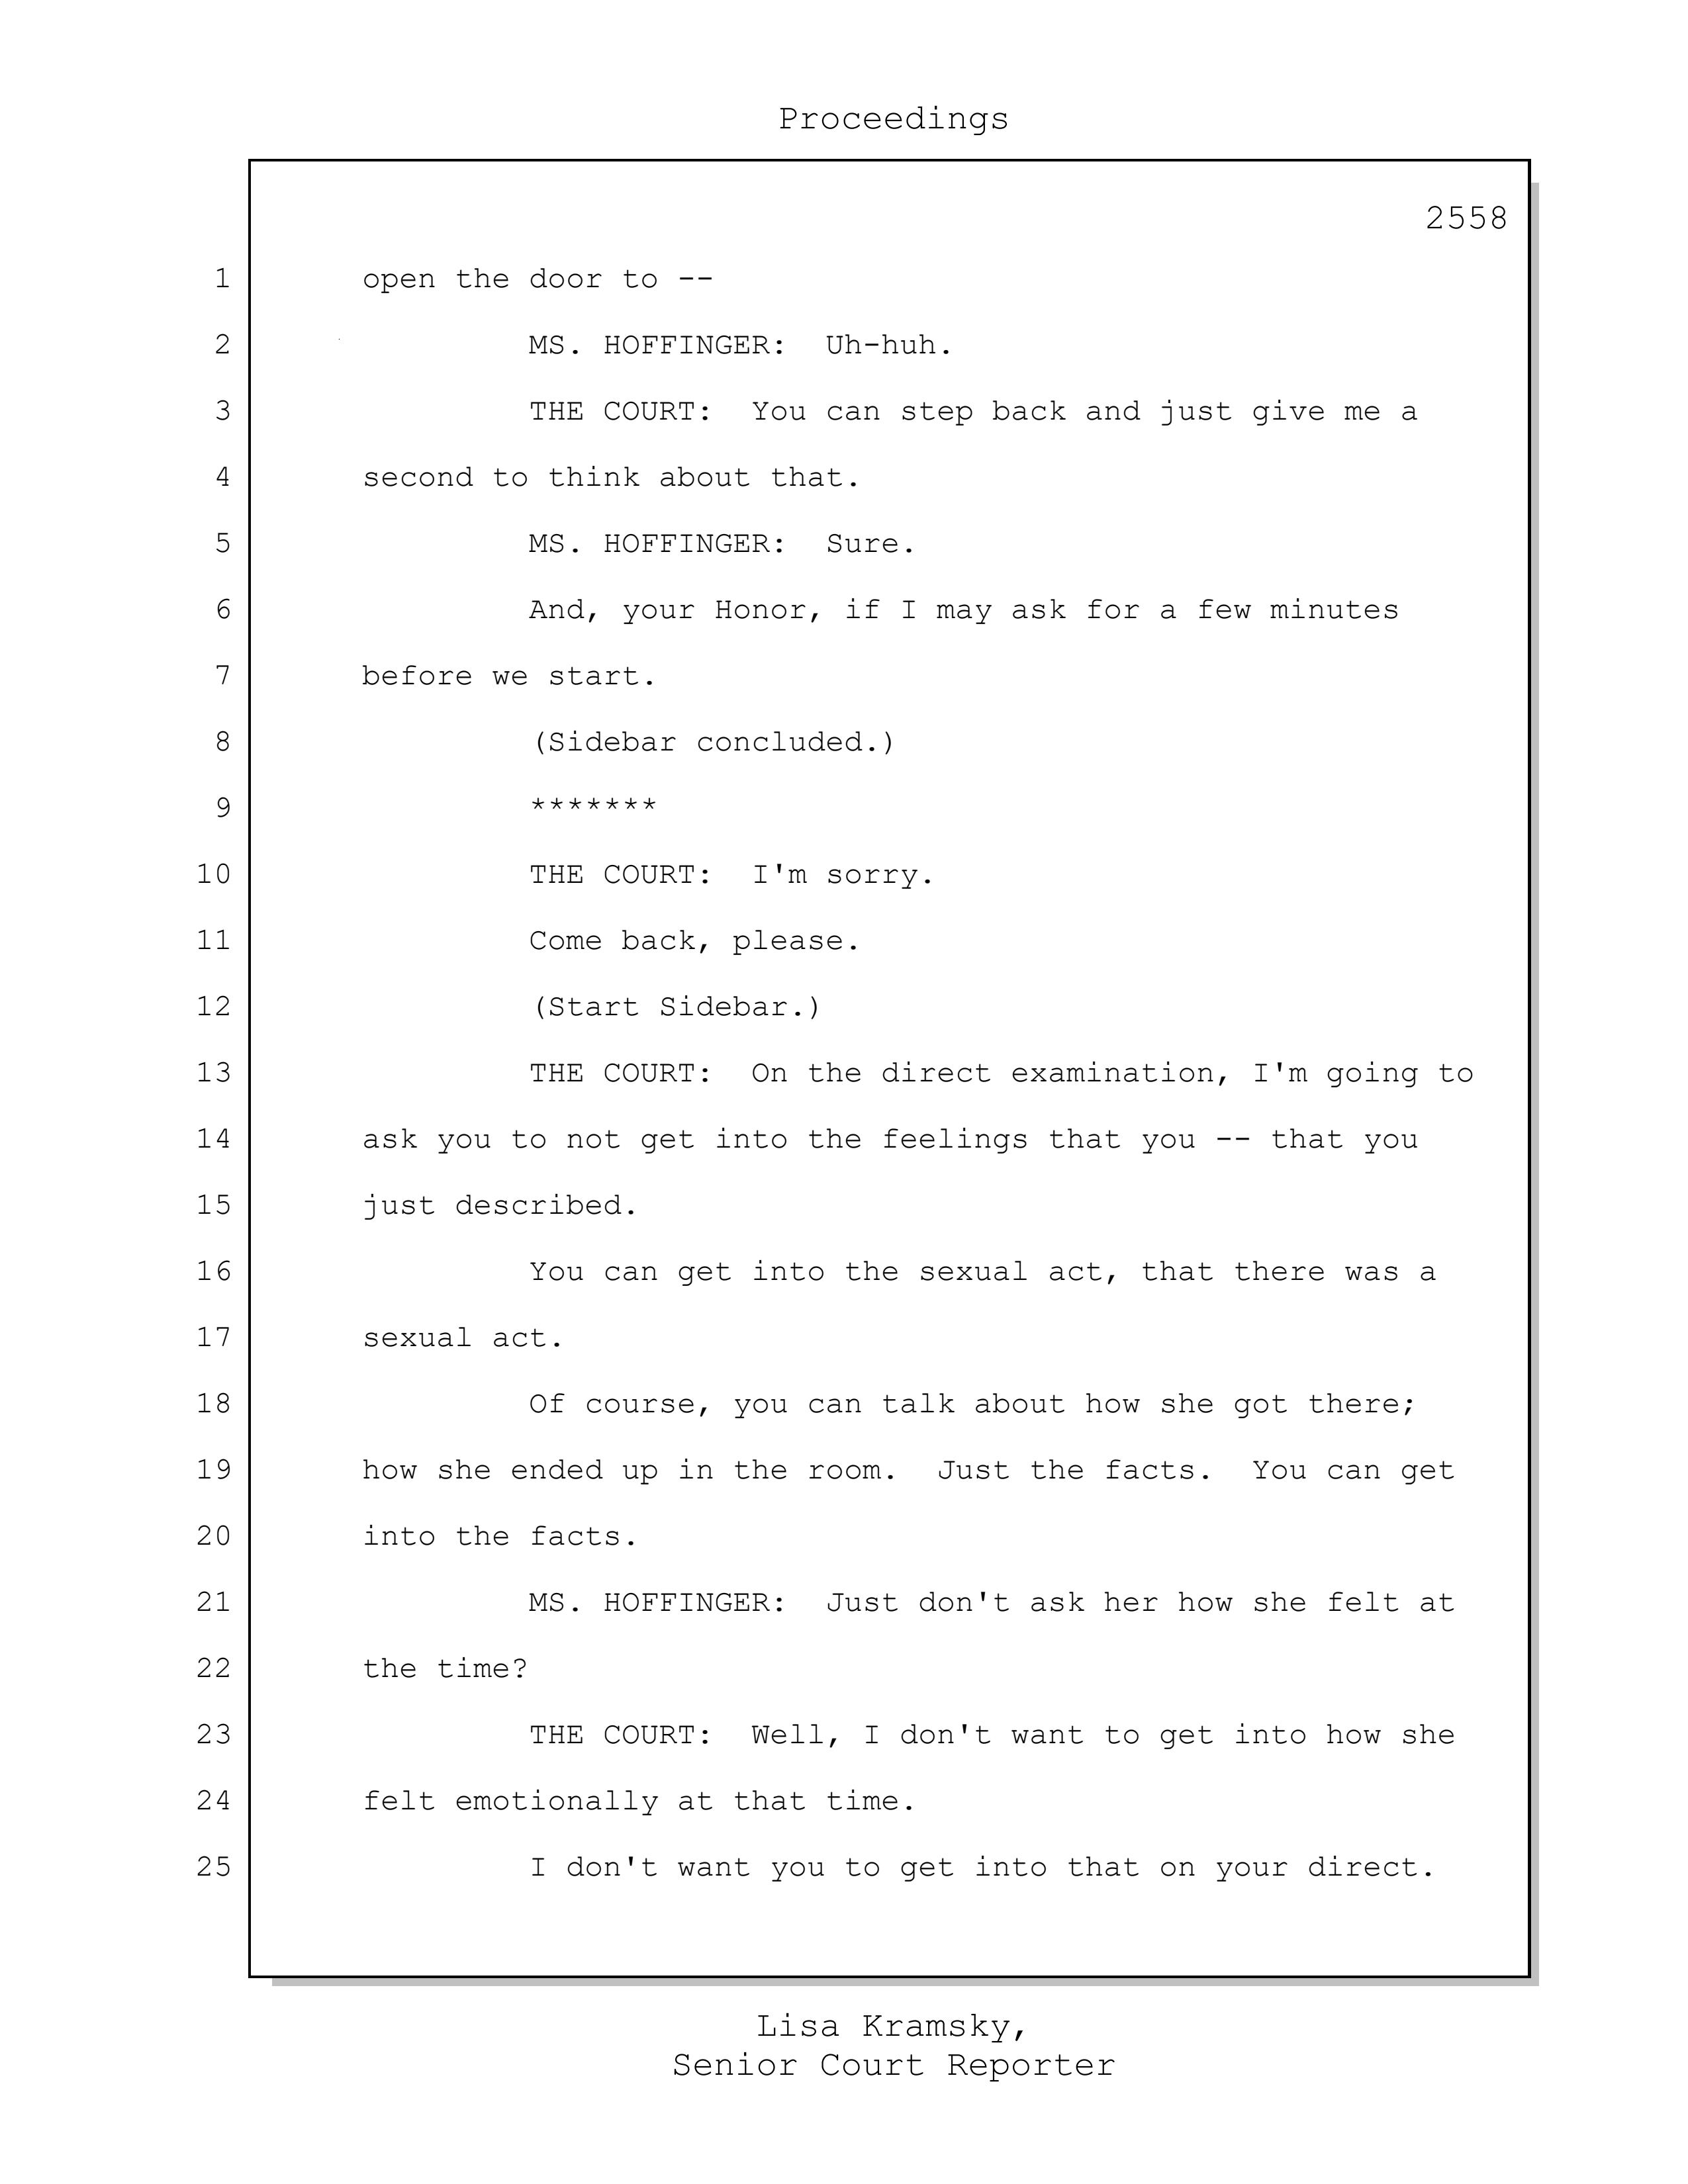 Proceedings
2558
1 open the door to --
2 MS. HOFFINGER: Uh-huh.
3 THE COURT: You can step back and just give me a
4 second to think about that.
5 MS. HOFFINGER: Sure.
6 And, your Honor, if I may ask for a few minutes
7 before we start.
8 (Sidebar concluded.)
9 *******
10 THE COURT: I'm sorry.
11 Come back, please.
12 (Start Sidebar.)
13 THE COURT: On the direct examination, I'm going to
14 ask you to not get into the feelings that you -- that you
15 just described.
16 You can get into the sexual act, that there was a
17 sexual act.
18 Of course, you can talk about how she got there;
19 how she ended up in the room. Just the facts. You can get
20 into the facts.
21 MS. HOFFINGER: Just don't ask her how she felt at
22 the time?
23 THE COURT: Well, I don't want to get into how she
24 felt emotionally at that time.
25 I don't want you to get into that on your direct.
Lisa Kramsky,
Senior Court Reporter